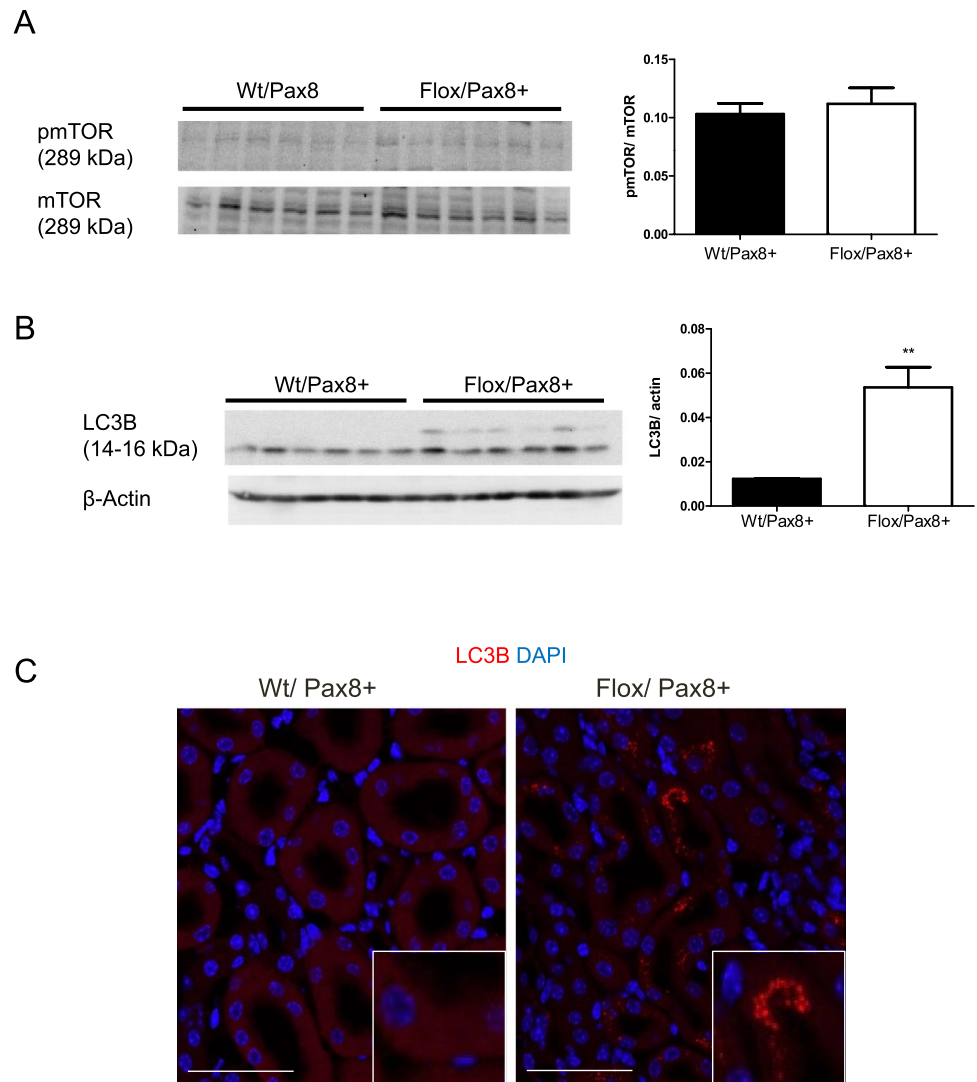 A
Wt/Pax8
Flox/Pax8+
pmTOR
(289 kDa)
mTOR
(289 kDa)
pmTOR/ mTOR
0.15
0.10
0.05
0.00
Wt/Pax8+
Flox/Pax8+
B
Wt/Pax8+
Flox/Pax8+
LC3B
(14-16 kDa)
β-Actin
LC3B/ actin
0.08
0.06
0.04
0.02
0.00
**
Wt/Pax8+
Flox/Pax8+
C
LC3B DAPI
Wt/ Pax8+
Flox/ Pax8+